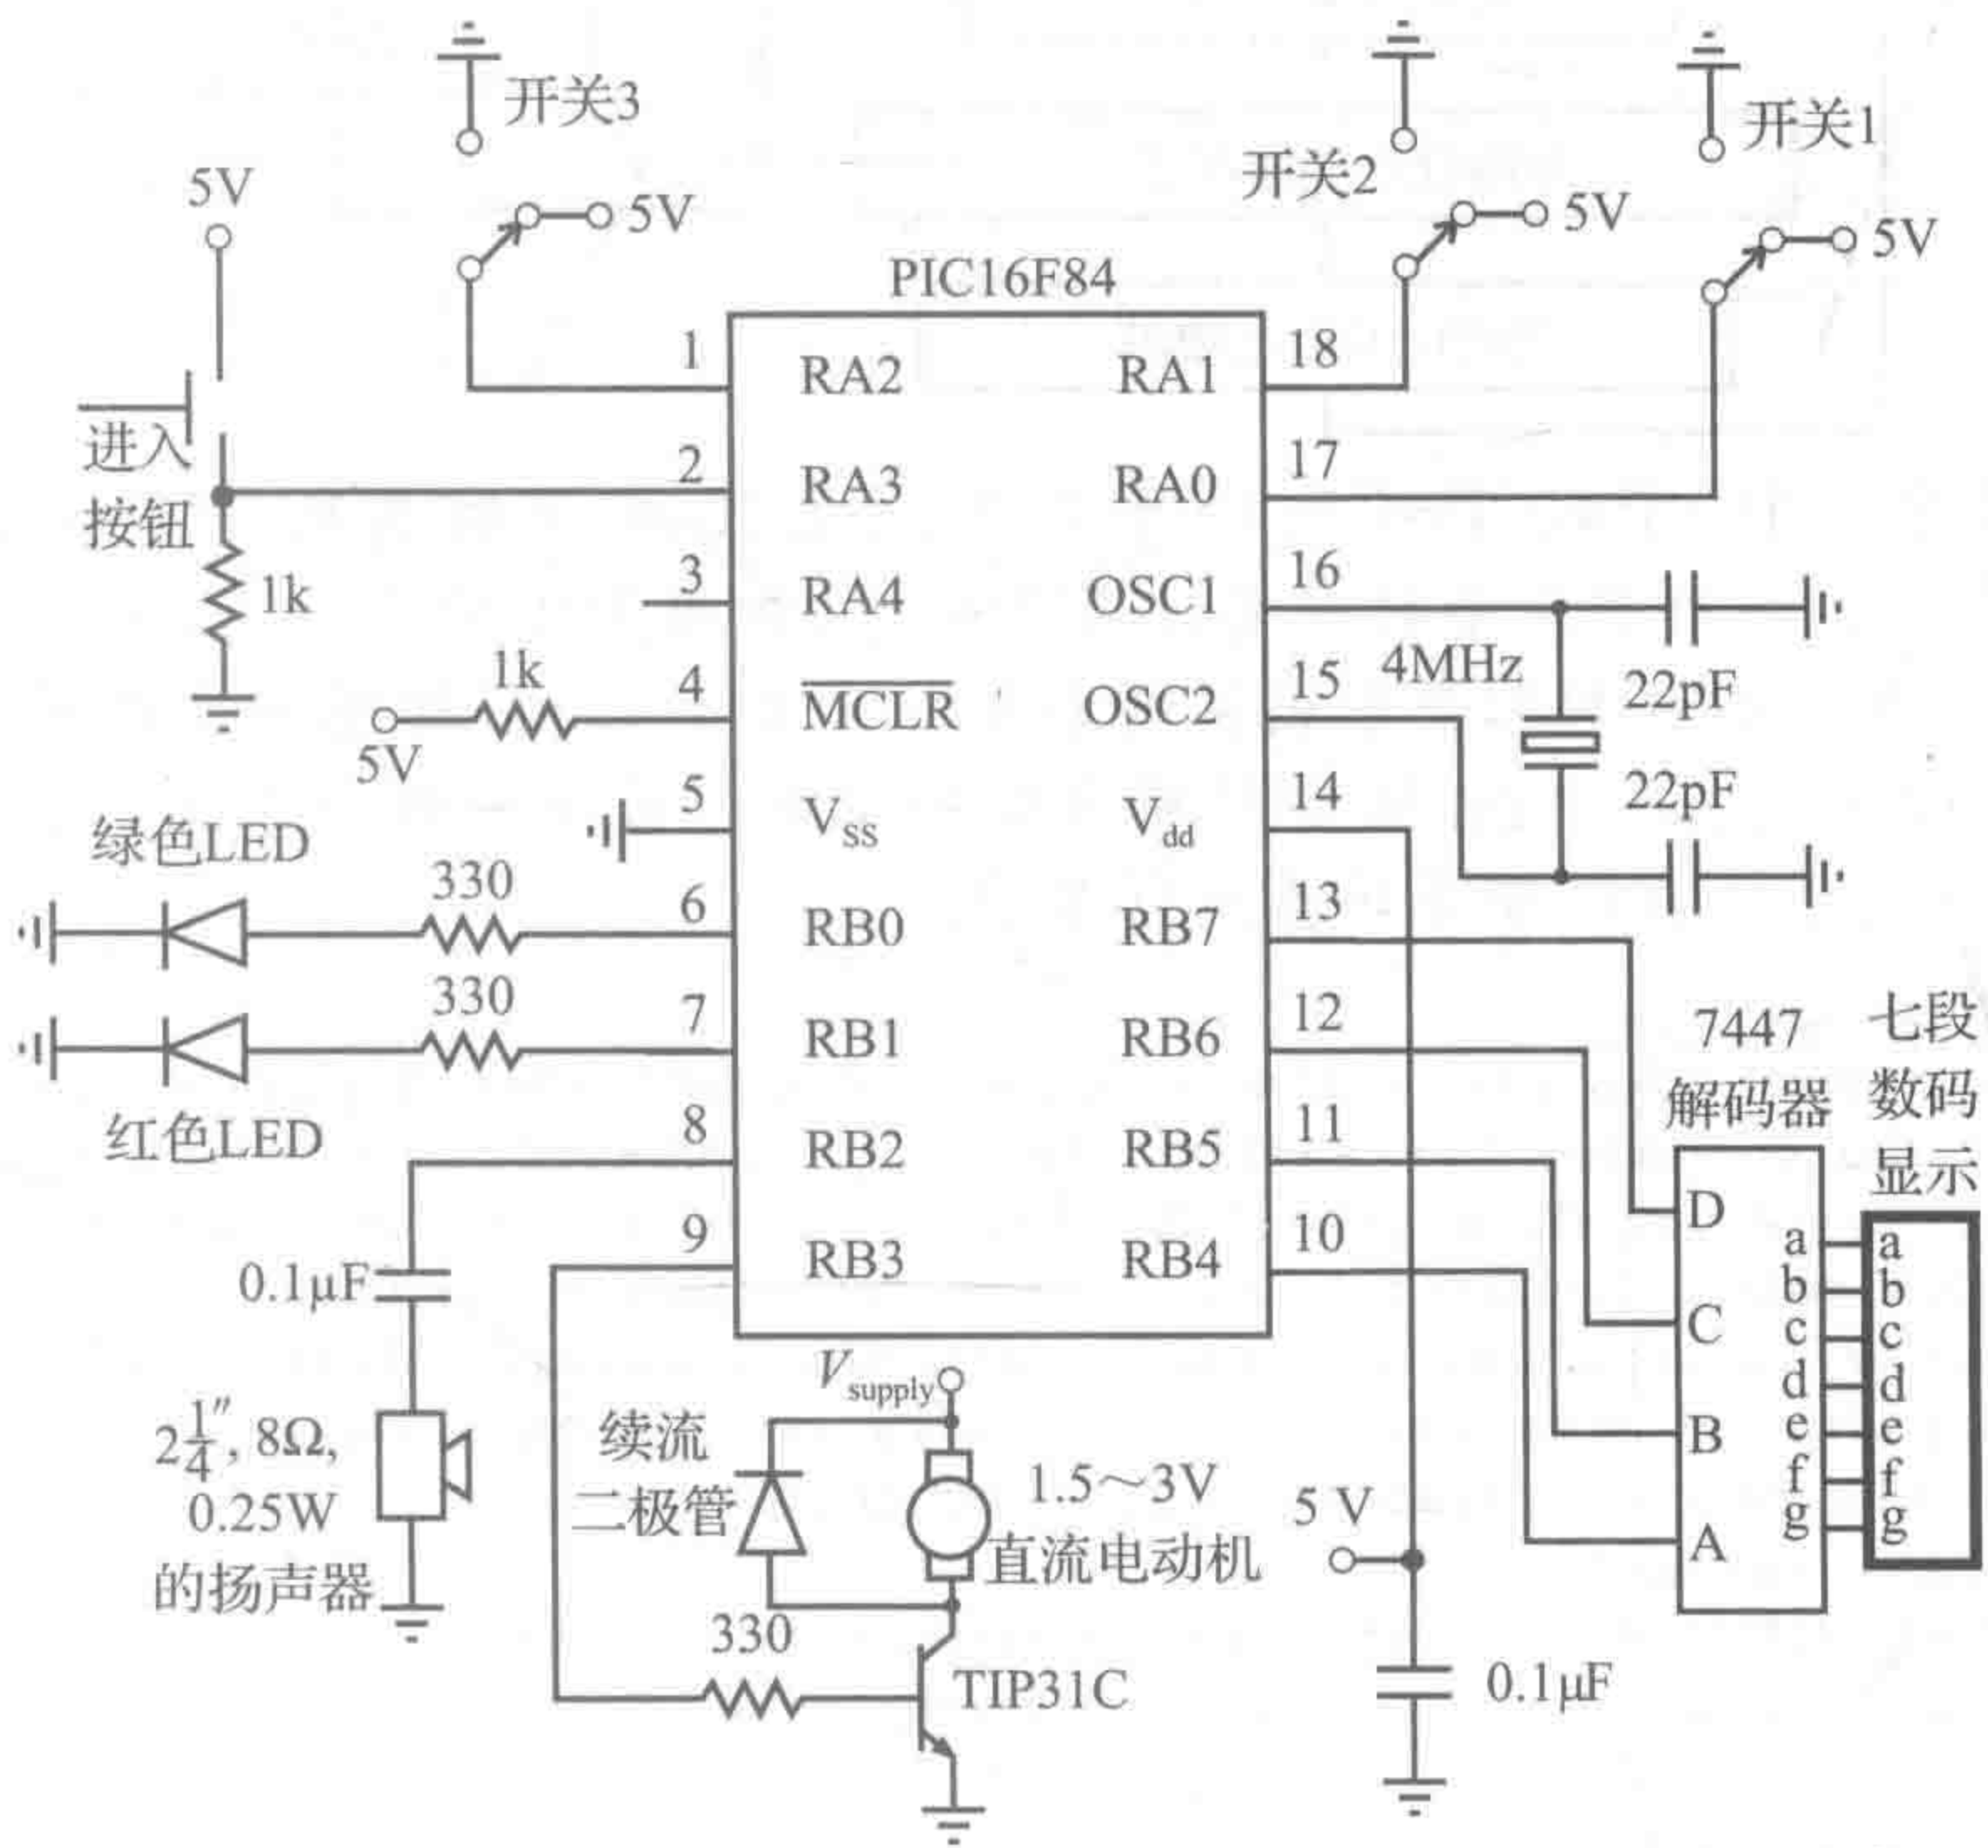 开关3
5V
5V
进入
按钮
1k
1k
5V
绿色LED
330
330
红色LED
0.1μF
2 1/4″, 8Ω,
0.25W
的扬声器
PIC16F84
1 RA2 RA1 18
2 RA3 RA0 17
3 RA4 OSC1 16
4 M̅C̅L̅R̅ OSC2 15
5 VSS Vdd 14
6 RB0 RB7 13
7 RB1 RB6 12
8 RB2 RB5 11
9 RB3 RB4 10
Vsupply
续流
二极管
1.5～3V
直流电动机
330
TIP31C
开关2
5V
开关1
5V
4MHz
22pF
22pF
7447
解码器
七段
数码
显示
D
C
B
A
a a
b b
c c
d d
e e
f f
g g
5 V
0.1μF